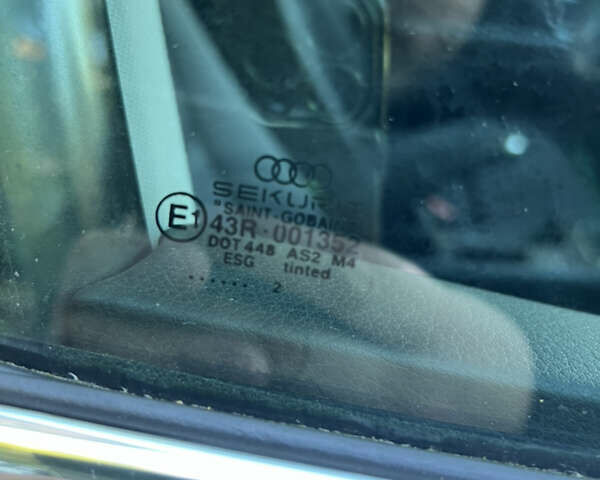 SEKURIT
"SAINT-GOBAIN"
E1 43R-001352
DOT 448 AS2 M4
ESG tinted
...... 2